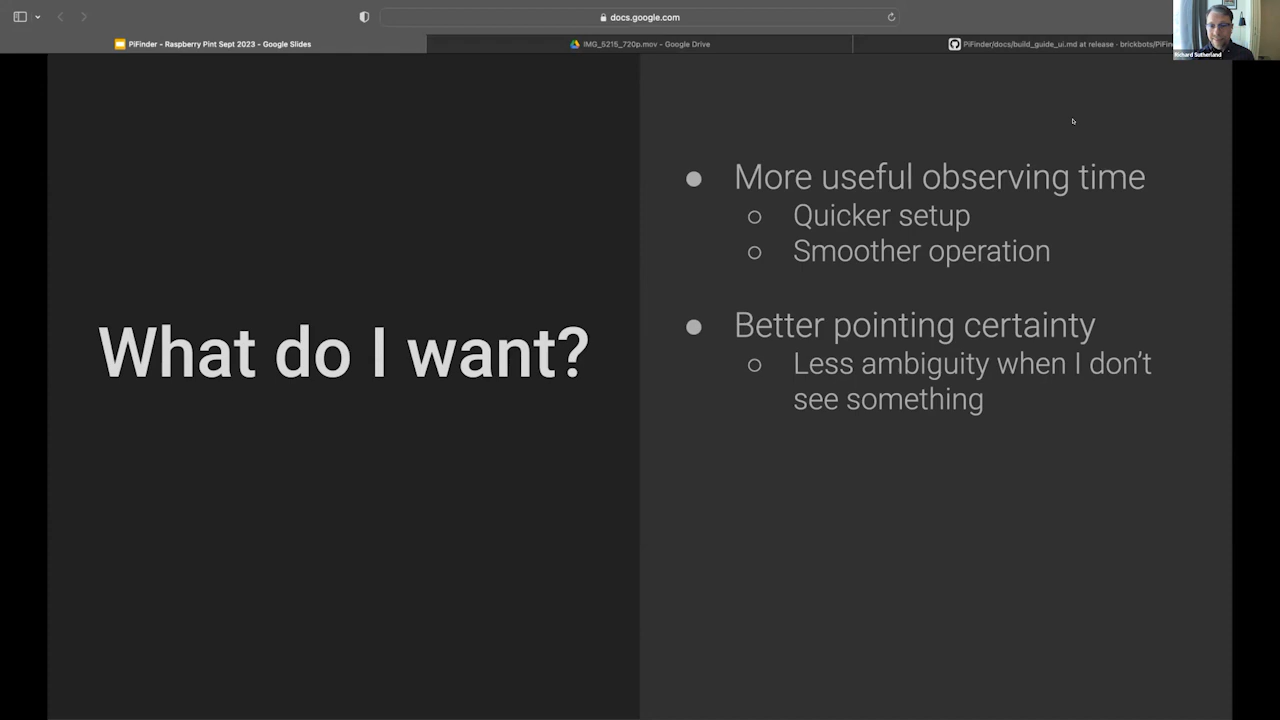 docs.google.com
PiFinder - Raspberry Pint Sept 2023 - Google Slides
IMG_5215_720p.mov - Google Drive
PiFinder/docs/build_guide_ui.md at release · brickbots/PiFin
Richard Sutherland
What do I want?
● More useful observing time
○ Quicker setup
○ Smoother operation
● Better pointing certainty
○ Less ambiguity when I don't
see something